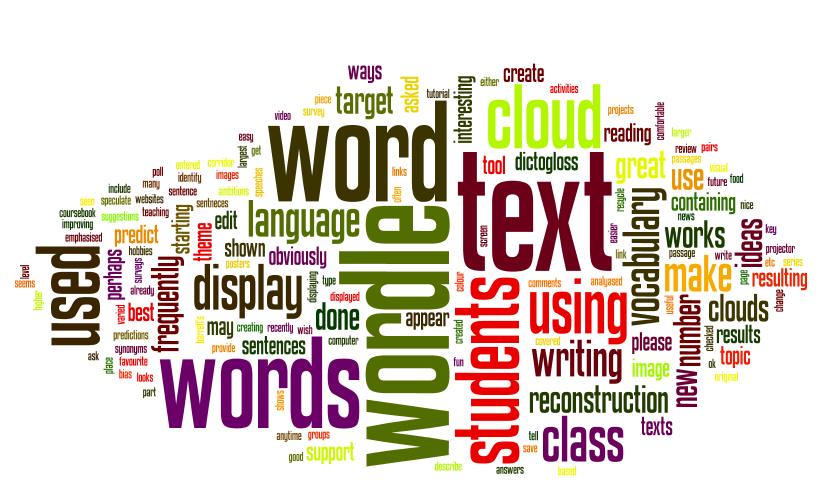 ways
create
either
activities
asked
interesting
tutorial
piece
target
survey
video
cloud
projects
comfortable
word
reading
larger
easy
largest
get
review
pairs
dictogloss
tool
text
great
passages
visual
poll
entered
corridor
links
many
identify
images
speeches
often
use
future
food
include
sentence
ambitions
recycle
containing
nice
seen
speculate
websites
sentneces
news
coursebook
suggestions
teaching
starting
edit
language
wordle
screen
easier
vocabulary
works
ideas
key
improving
theme
emphasised
predict
hobbies
shown
obviously
link
passage
write
projector
used
perhaps
surveys
frequently
posters
display
displaying
type
colour
comments
analyased
make
page
etc
series
resulting
level
seems
already
students
useful
change
higher
varied
best
displayed
using
number
clouds
may
creating
recently
wish
done
appear
created
checked
results
predictions
computer
covered
please
ask
synonyms
provide
sentences
writing
topic
place
favourite
words
fun
image
ok
bias
looks
new
original
part
shows
reconstruction
anytime
groups
tell
class
texts
good
support
save
describe
answers
based